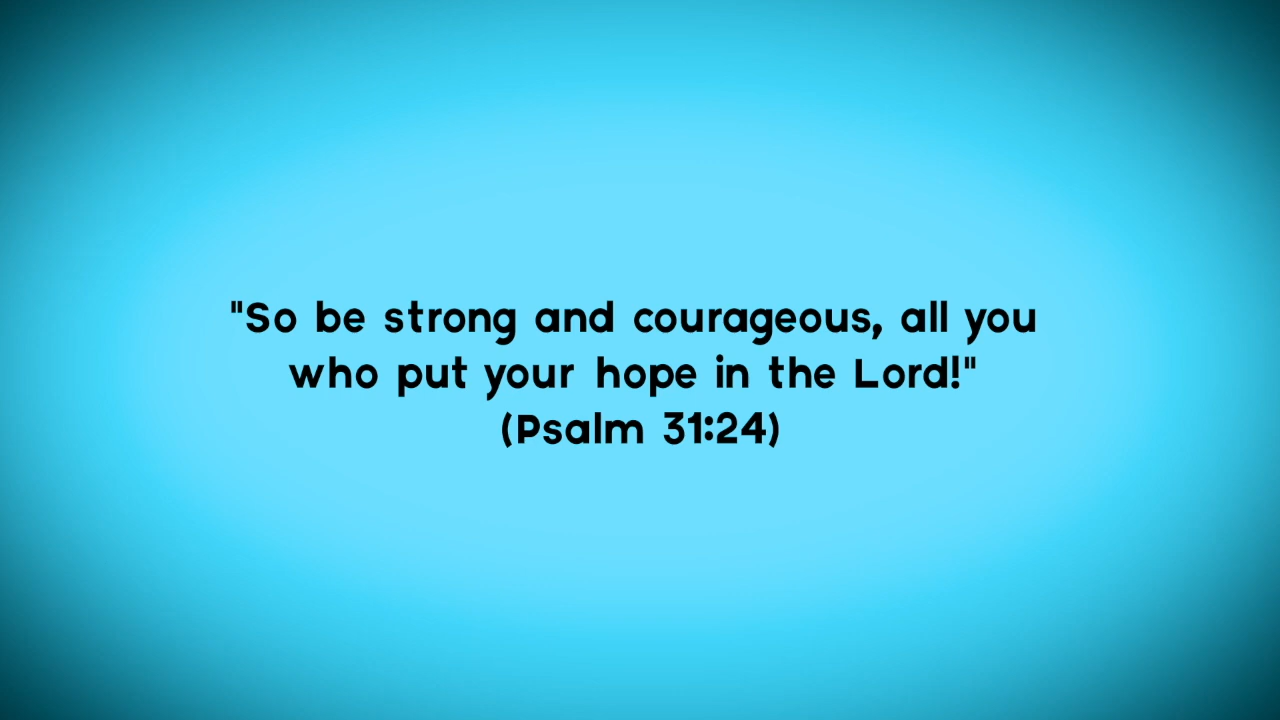 "So be strong and courageous, all you
who put your hope in the Lord!"
(Psalm 31:24)